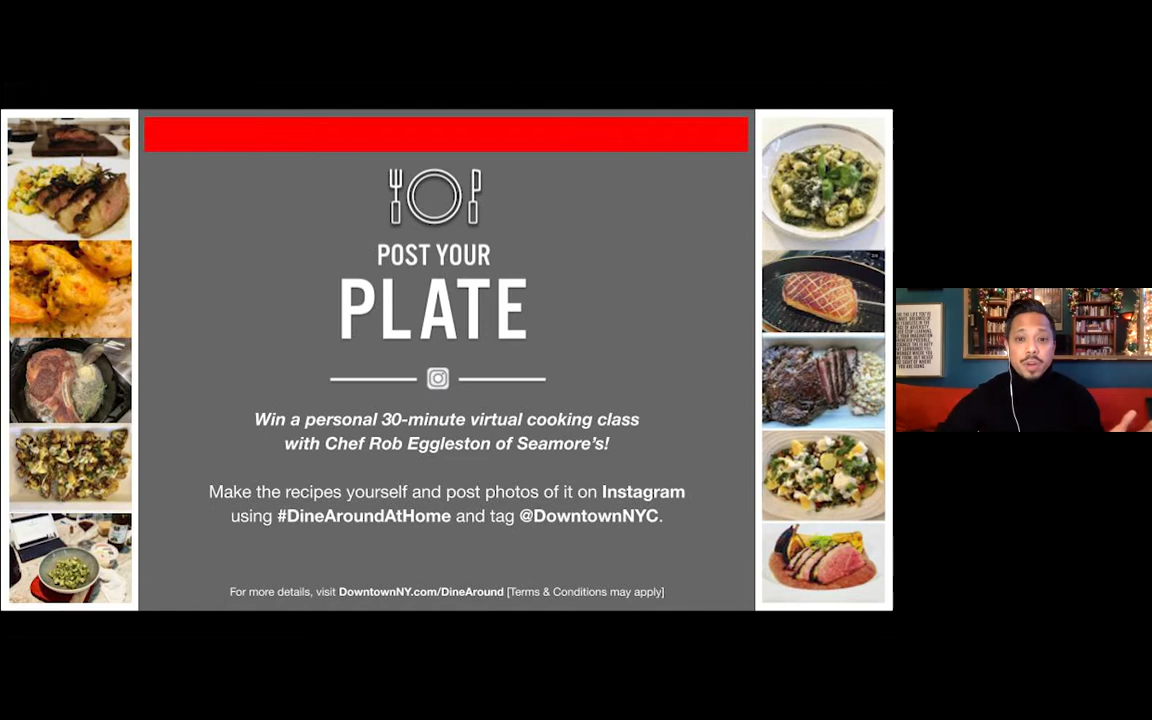 POST YOUR
PLATE
Win a personal 30-minute virtual cooking class
with Chef Rob Eggleston of Seamore's!
Make the recipes yourself and post photos of it on Instagram
using #DineAroundAtHome and tag @DowntownNYC.
For more details, visit DowntownNY.com/DineAround [Terms & Conditions may apply]